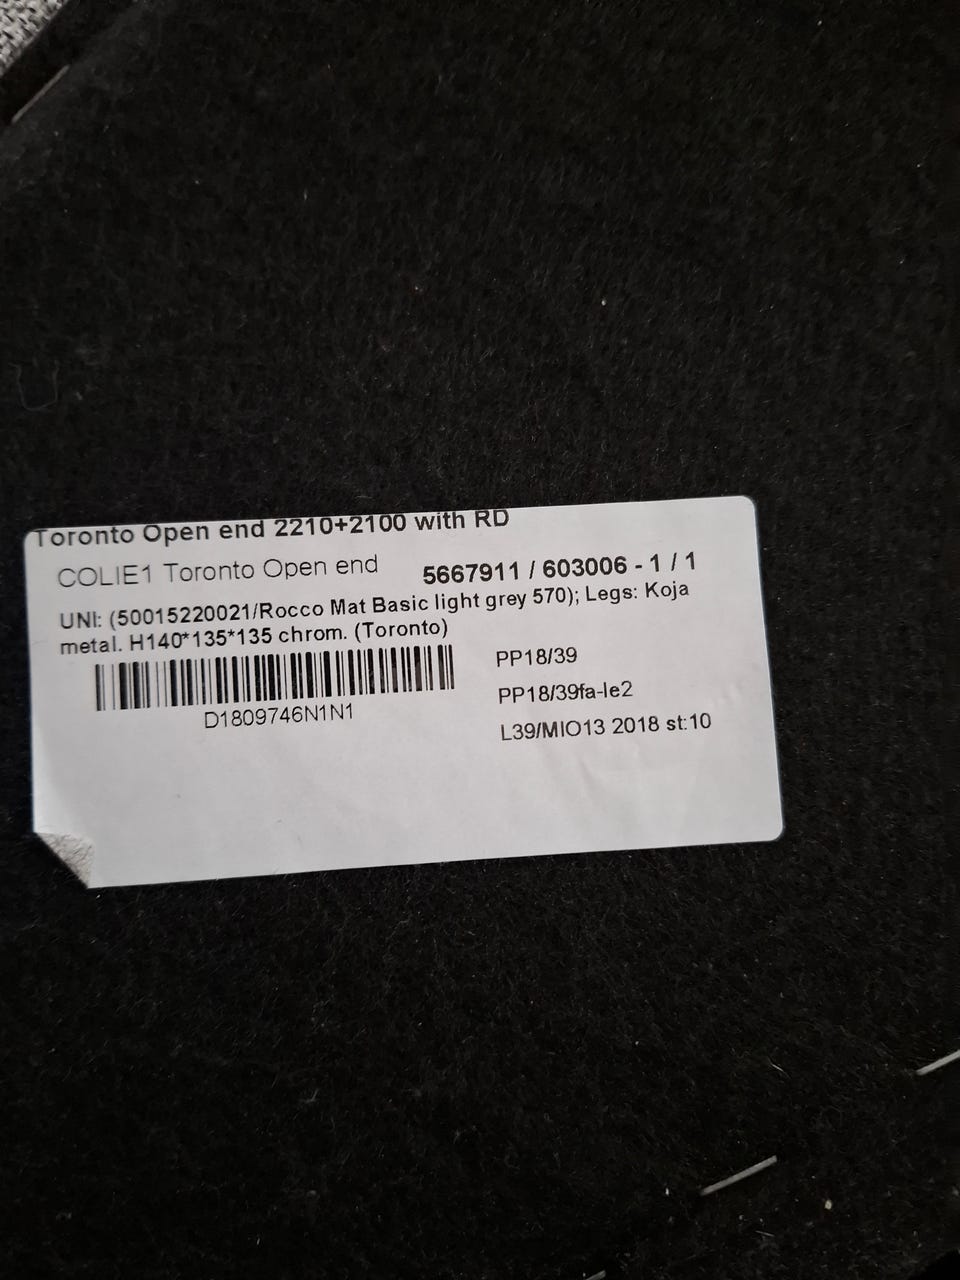 Toronto Open end 2210+2100 with RD
COLIE1 Toronto Open end 5667911 / 603006 - 1 / 1
UNI: (50015220021/Rocco Mat Basic light grey 570); Legs: Koja
metal. H140*135*135 chrom. (Toronto)
PP18/39
PP18/39fa-le2
D1809746N1N1
L39/MIO13 2018 st:10